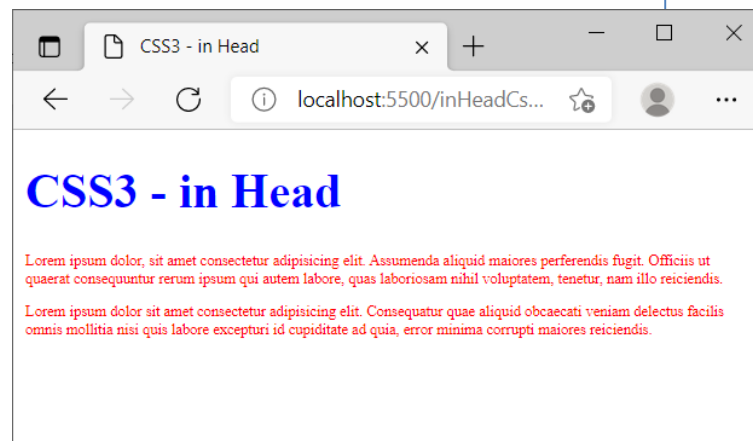 CSS3 - in Head
localhost:5500/inHeadCs...
CSS3 - in Head
Lorem ipsum dolor, sit amet consectetur adipisicing elit. Assumenda aliquid maiores perferendis fugit. Officiis ut
quaerat consequuntur rerum ipsum qui autem labore, quas laboriosam nihil voluptatem, tenetur, nam illo reiciendis.
Lorem ipsum dolor sit amet consectetur adipisicing elit. Consequatur quae aliquid obcaecati veniam delectus facilis
omnis mollitia nisi quis labore excepturi id cupiditate ad quia, error minima corrupti maiores reiciendis.